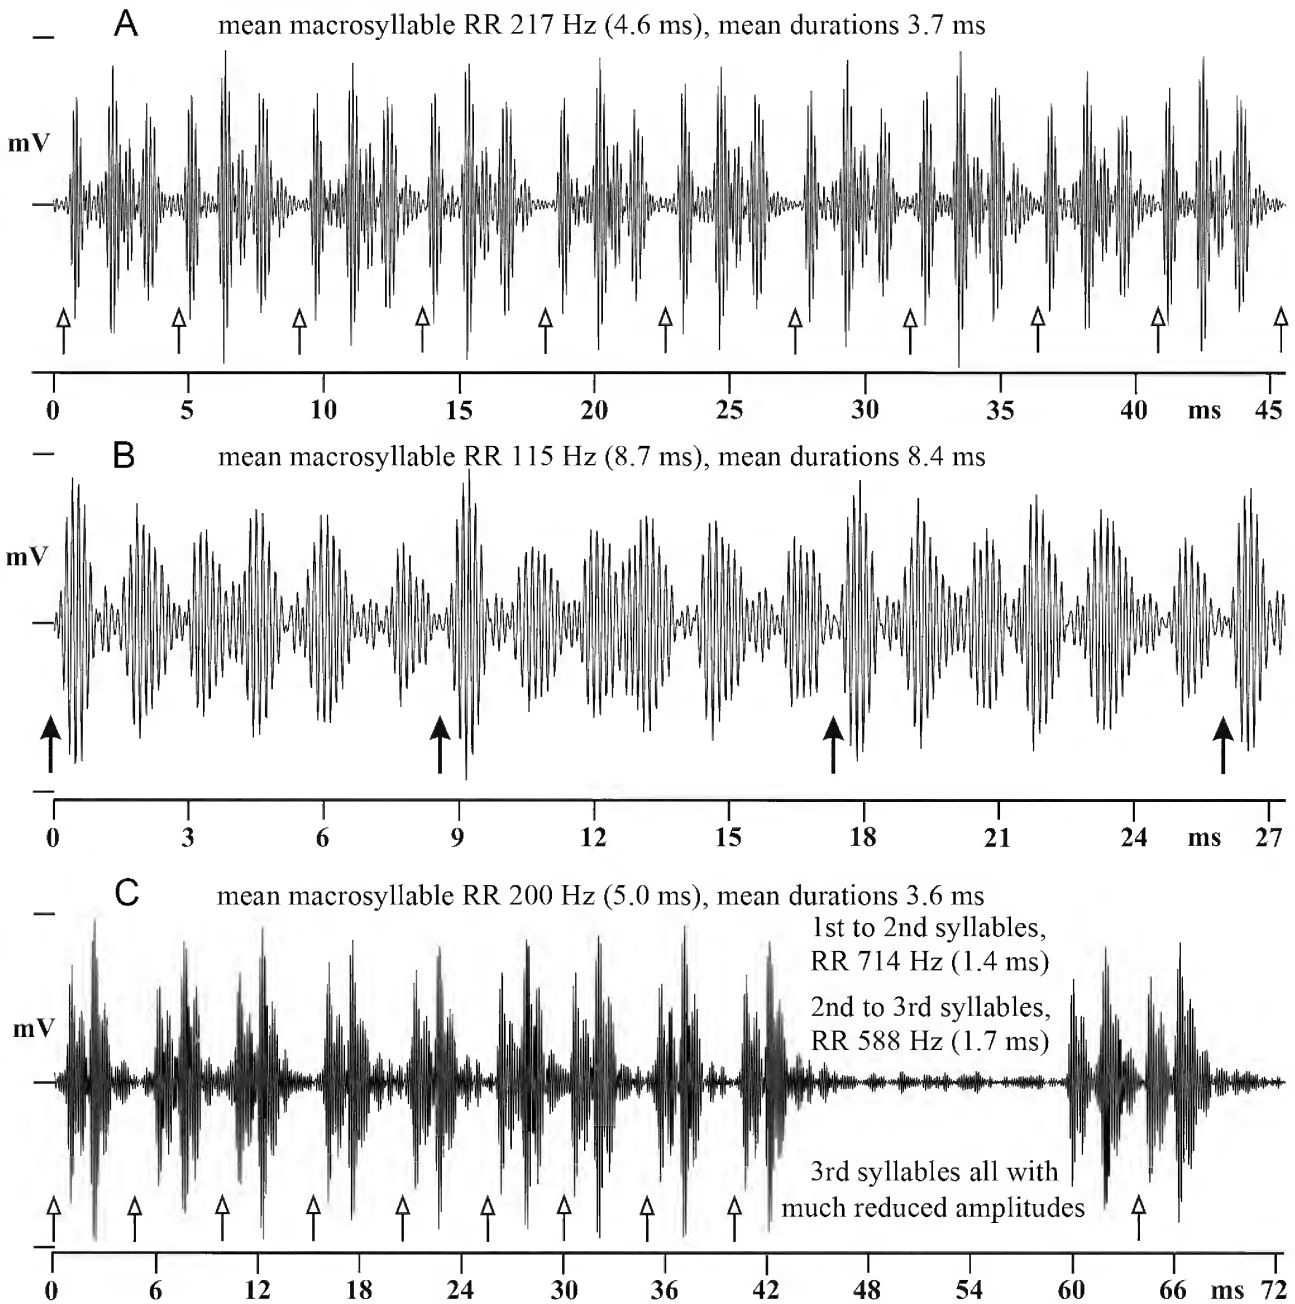 A mean macrosyllable RR 217 Hz (4.6 ms), mean durations 3.7 ms
mV
0 5 10 15 20 25 30 35 40 ms 45
B mean macrosyllable RR 115 Hz (8.7 ms), mean durations 8.4 ms
mV
0 3 6 9 12 15 18 21 24 ms 27
C mean macrosyllable RR 200 Hz (5.0 ms), mean durations 3.6 ms
1st to 2nd syllables,
RR 714 Hz (1.4 ms)
2nd to 3rd syllables,
RR 588 Hz (1.7 ms)
mV
3rd syllables all with
much reduced amplitudes
0 6 12 18 24 30 36 42 48 54 60 66 ms 72